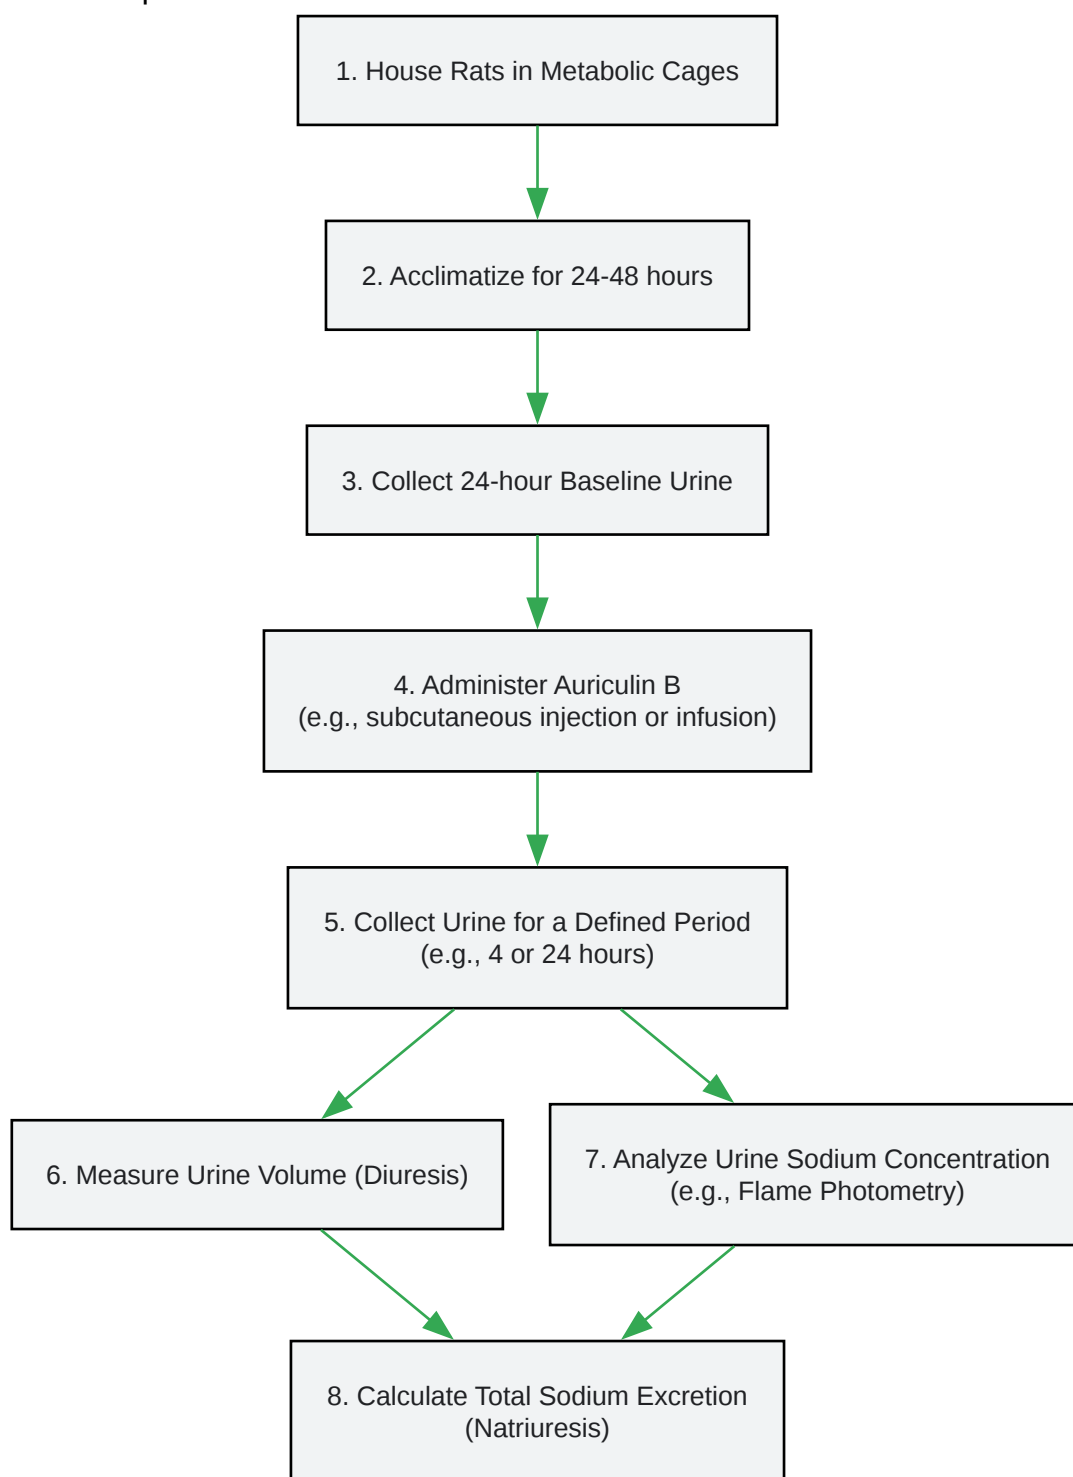 1. House Rats in Metabolic Cages
2. Acclimatize for 24-48 hours
3. Collect 24-hour Baseline Urine
4. Administer Auriculin B
(e.g., subcutaneous injection or infusion)
5. Collect Urine for a Defined Period
(e.g., 4 or 24 hours)
6. Measure Urine Volume (Diuresis)
7. Analyze Urine Sodium Concentration
(e.g., Flame Photometry)
8. Calculate Total Sodium Excretion
(Natriuresis)